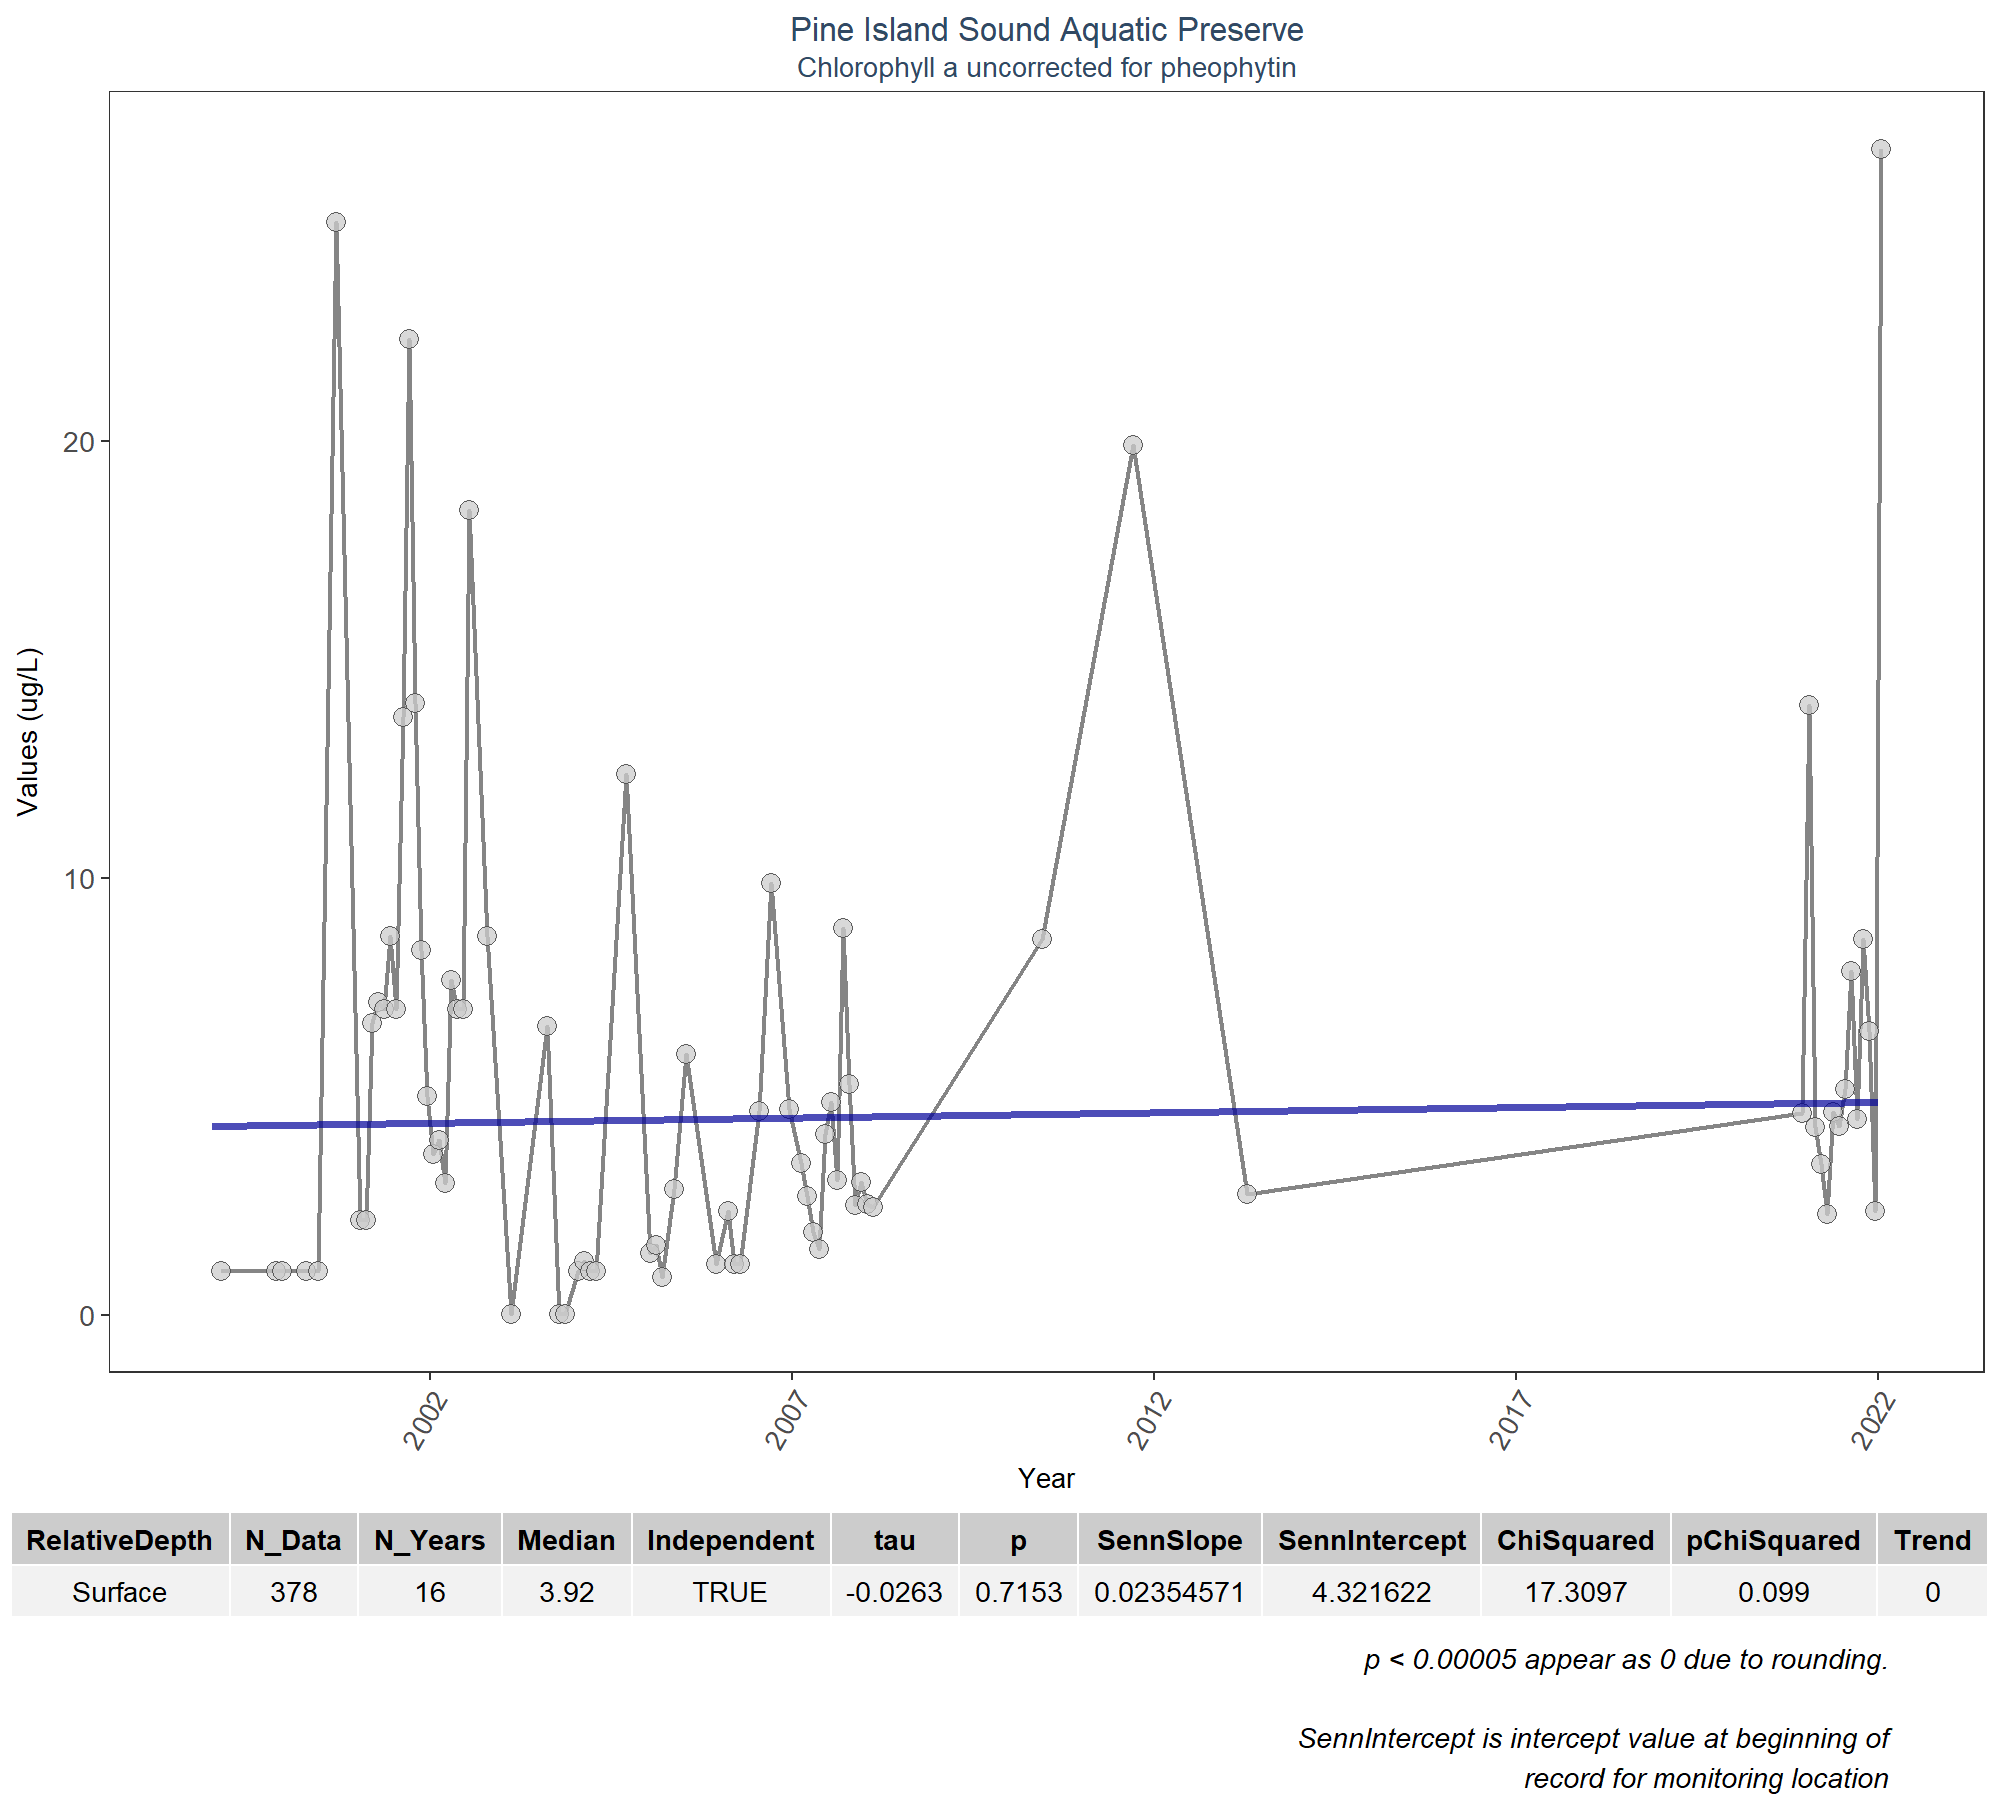 Pine Island Sound Aquatic Preserve
Chlorophyll a uncorrected for pheophytin
Values (ug/L)
20
10
0
2002 2007 2012 2017 2022
Year
RelativeDepth N_Data N_Years Median Independent tau p SennSlope SennIntercept ChiSquared pChiSquared Trend
Surface 378 16 3.92 TRUE -0.0263 0.7153 0.02354571 4.321622 17.3097 0.099 0
p < 0.00005 appear as 0 due to rounding.
SennIntercept is intercept value at beginning of
record for monitoring location